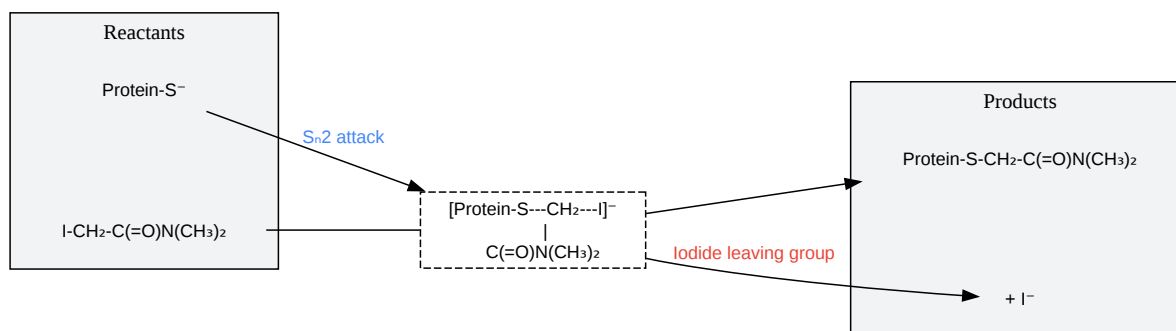 Reactants
Protein-S⁻
I-CH₂-C(=O)N(CH₃)₂
Sₙ2 attack
[Protein-S---CH₂---I]⁻
|
C(=O)N(CH₃)₂
Iodide leaving group
Products
Protein-S-CH₂-C(=O)N(CH₃)₂
+ I⁻